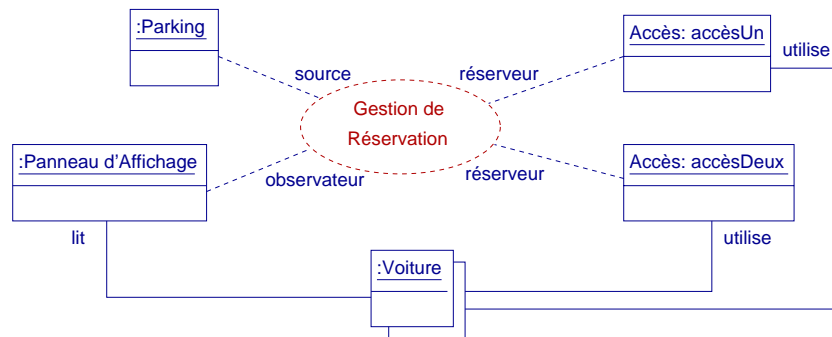 :Parking
Accès: accèsUn
utilise
source
réserveur
Gestion de
Réservation
:Panneau d'Affichage
Accès: accèsDeux
observateur
réserveur
lit
utilise
:Voiture